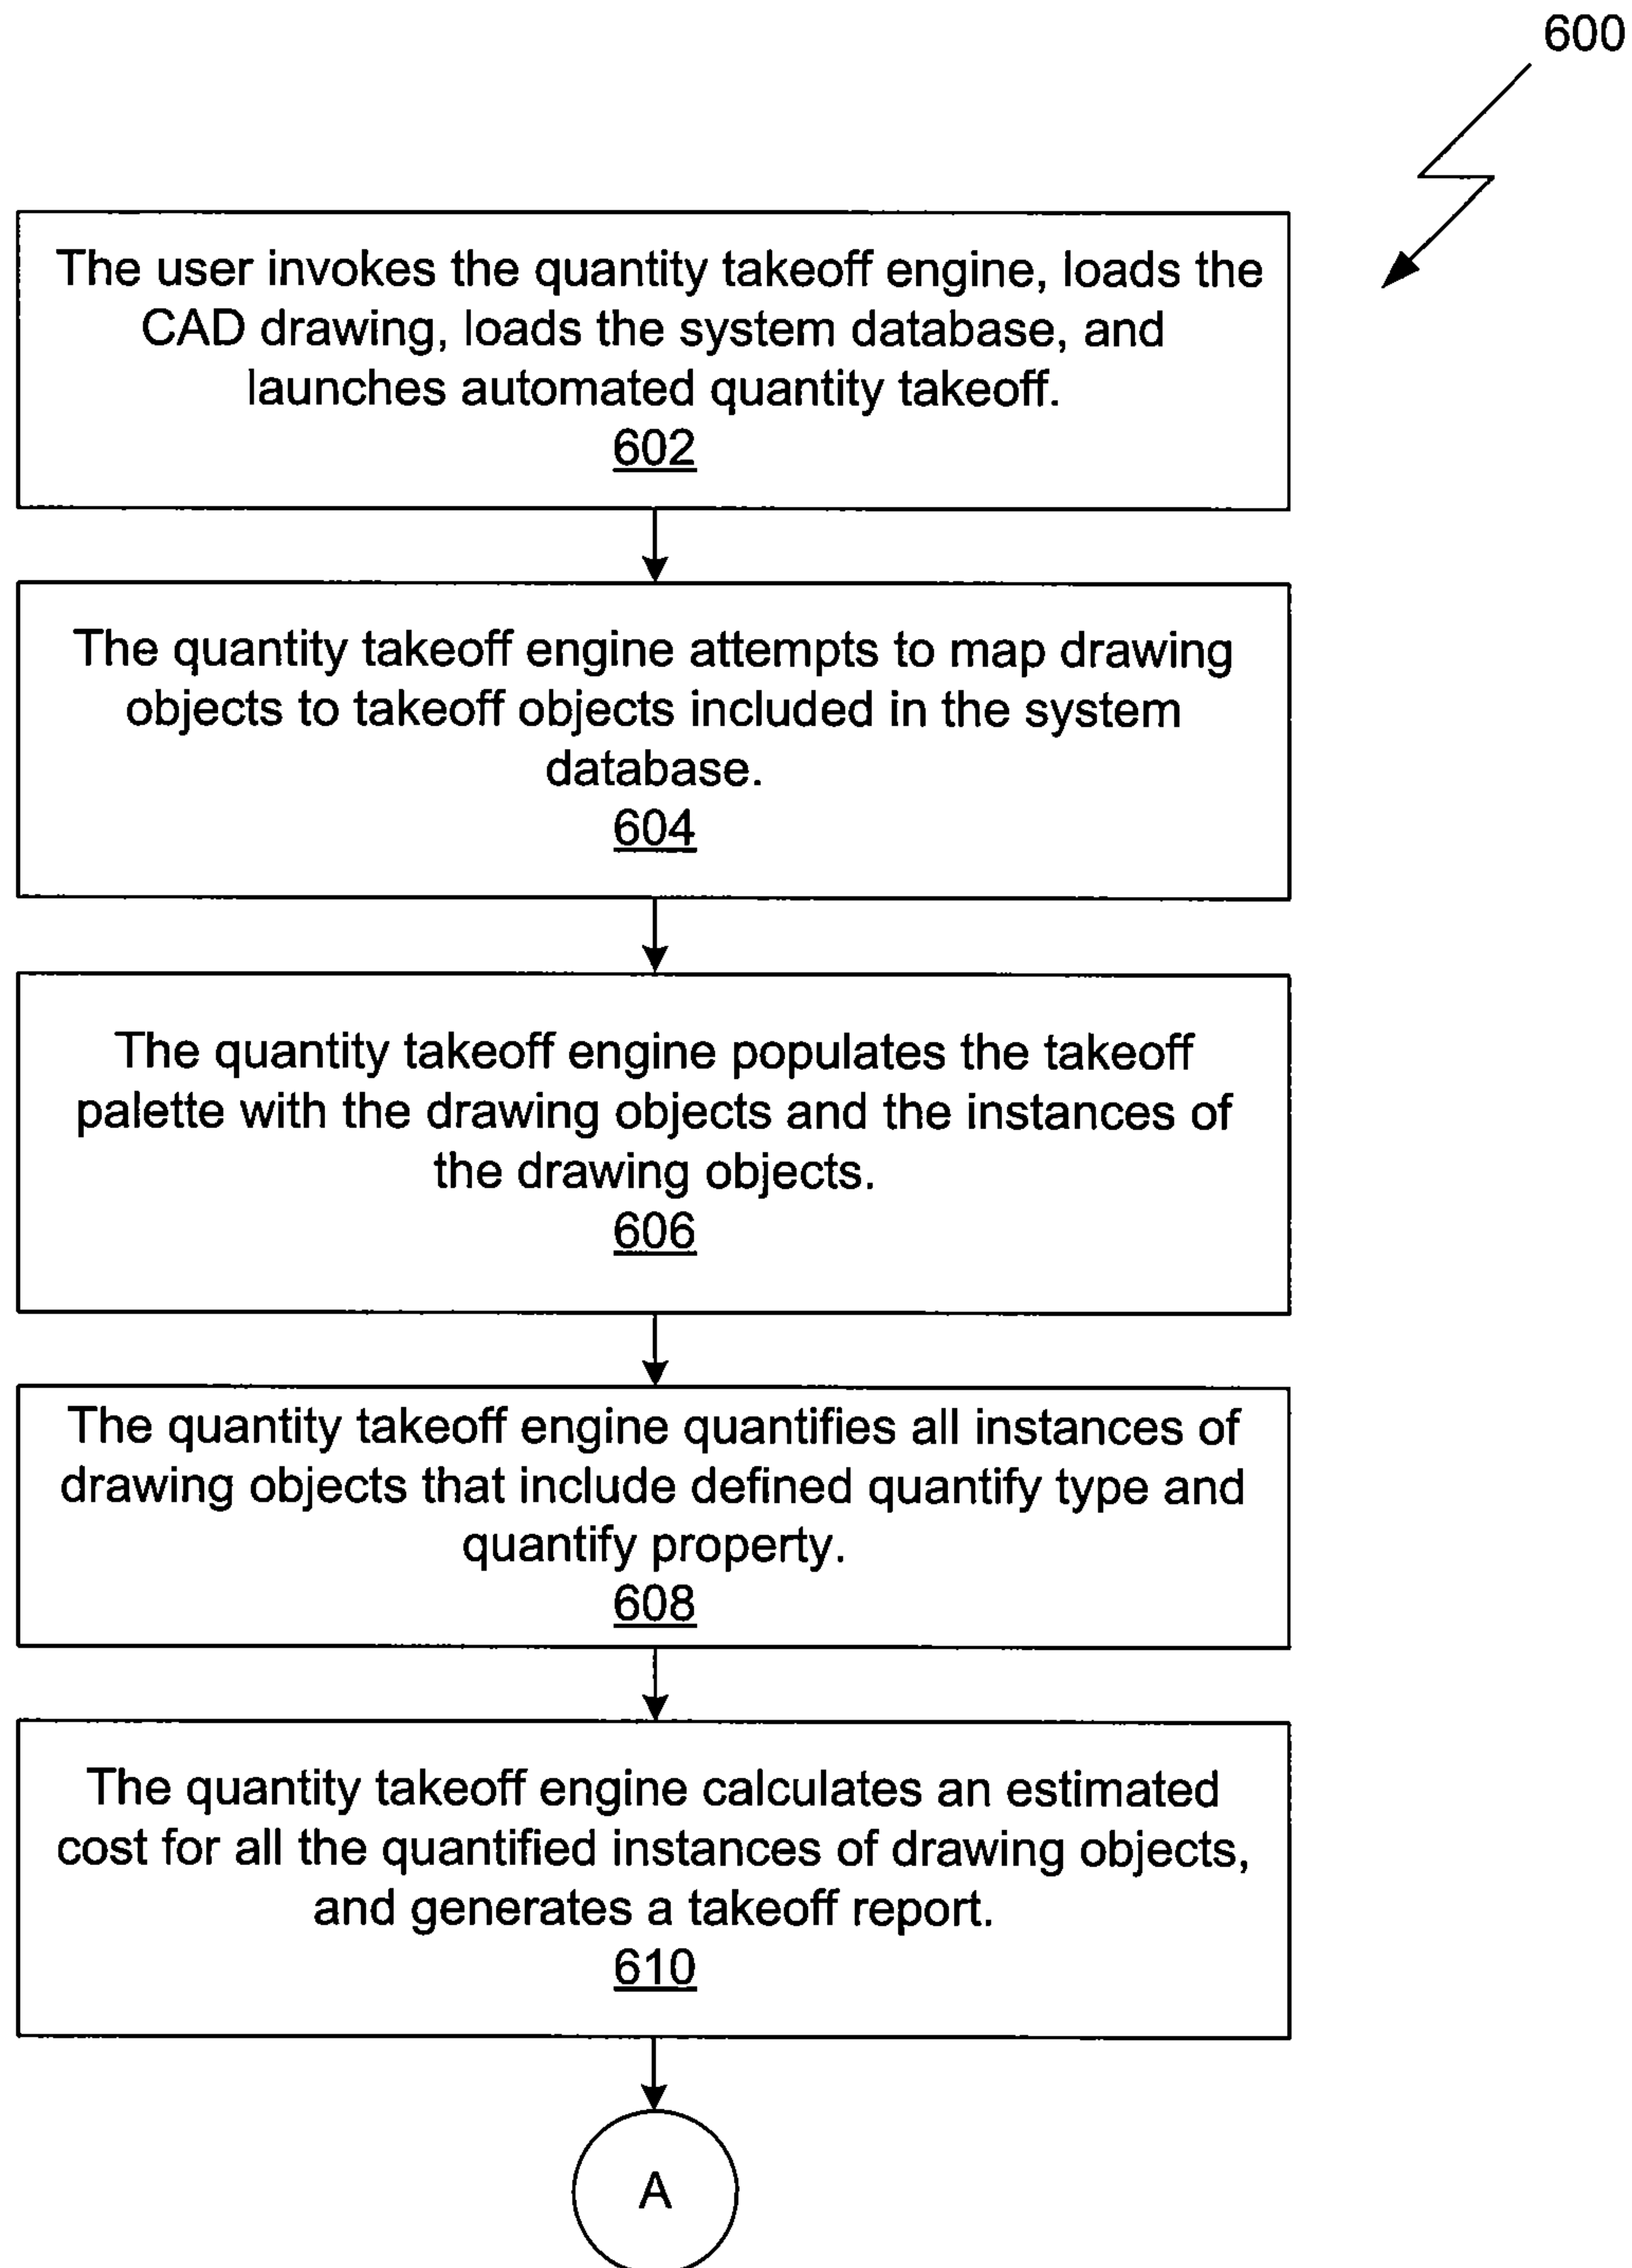 600
The user invokes the quantity takeoff engine, loads the
CAD drawing, loads the system database, and
launches automated quantity takeoff.
602
The quantity takeoff engine attempts to map drawing
objects to takeoff objects included in the system
database.
604
The quantity takeoff engine populates the takeoff
palette with the drawing objects and the instances of
the drawing objects.
606
The quantity takeoff engine quantifies all instances of
drawing objects that include defined quantify type and
quantify property.
608
The quantity takeoff engine calculates an estimated
cost for all the quantified instances of drawing objects,
and generates a takeoff report.
610
A